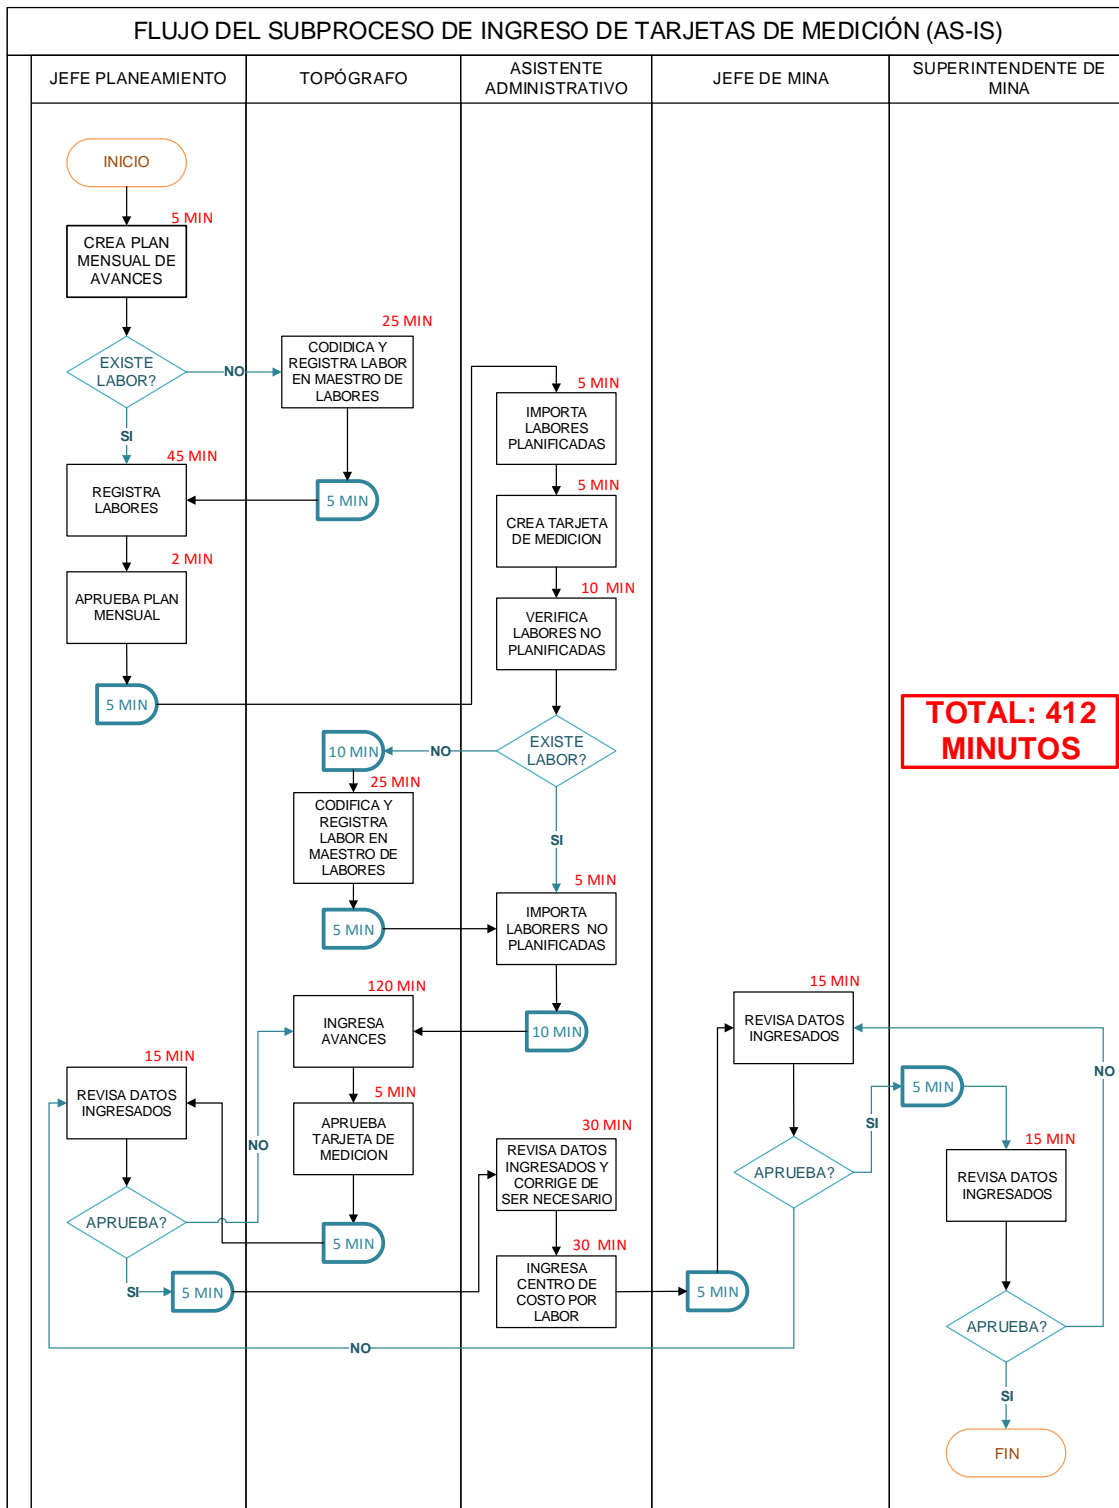 FLUJO DEL SUBPROCESO DE INGRESO DE TARJETAS DE MEDICIÓN (AS-IS)
JEFE PLANEAMIENTO
TOPÓGRAFO
ASISTENTE
ADMINISTRATIVO
JEFE DE MINA
SUPERINTENDENTE DE
MINA
INICIO
5 MIN
CREA PLAN
MENSUAL DE
AVANCES
EXISTE
LABOR?
NO
25 MIN
CODIDICA Y
REGISTRA LABOR
EN MAESTRO DE
LABORES
SI
45 MIN
REGISTRA
LABORES
5 MIN
2 MIN
APRUEBA PLAN
MENSUAL
5 MIN
5 MIN
IMPORTA
LABORES
PLANIFICADAS
5 MIN
CREA TARJETA
DE MEDICION
10 MIN
VERIFICA
LABORES NO
PLANIFICADAS
EXISTE
LABOR?
NO
10 MIN
25 MIN
CODIFICA Y
REGISTRA
LABOR EN
MAESTRO DE
LABORES
5 MIN
SI
5 MIN
IMPORTA
LABORERS NO
PLANIFICADAS
10 MIN
TOTAL: 412
MINUTOS
120 MIN
INGRESA
AVANCES
5 MIN
APRUEBA
TARJETA DE
MEDICION
5 MIN
15 MIN
REVISA DATOS
INGRESADOS
APRUEBA?
NO
SI
5 MIN
30 MIN
REVISA DATOS
INGRESADOS Y
CORRIGE DE
SER NECESARIO
30 MIN
INGRESA
CENTRO DE
COSTO POR
LABOR
5 MIN
15 MIN
REVISA DATOS
INGRESADOS
APRUEBA?
NO
SI
5 MIN
15 MIN
REVISA DATOS
INGRESADOS
APRUEBA?
NO
SI
FIN